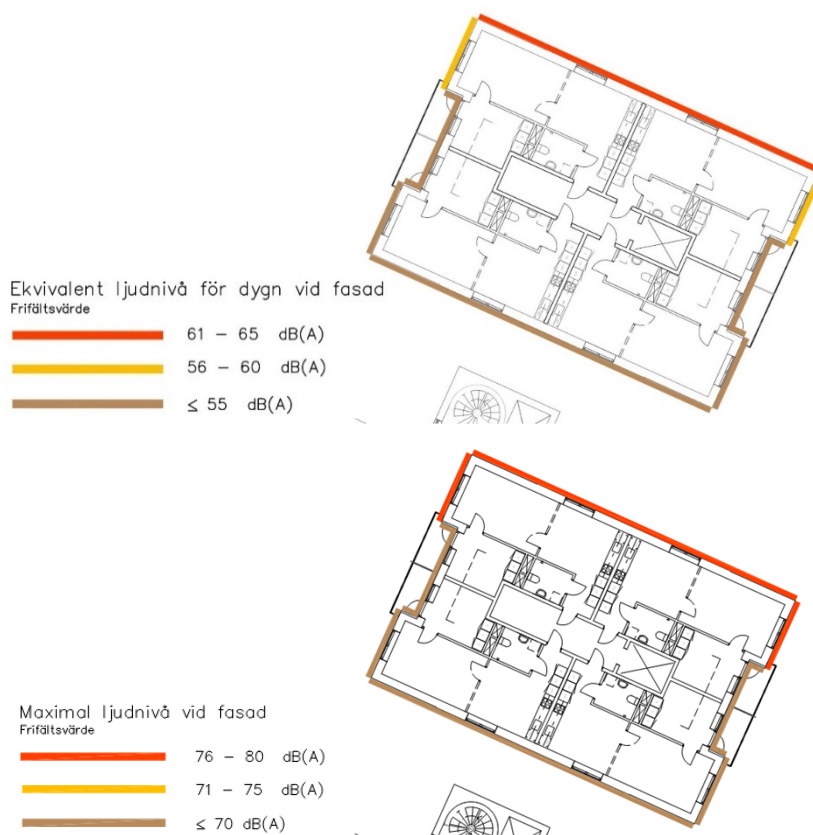 Ekvivalent ljudnivå för dygn vid fasad
Frifältsvärde
61 – 65 dB(A)
56 – 60 dB(A)
≤ 55 dB(A)
Maximal ljudnivå vid fasad
Frifältsvärde
76 – 80 dB(A)
71 – 75 dB(A)
≤ 70 dB(A)